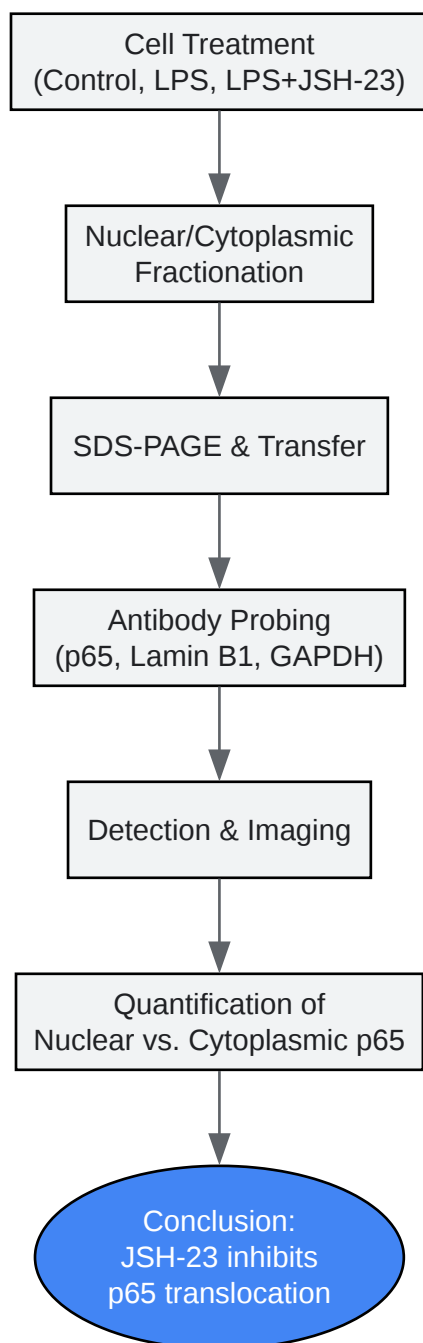 Cell Treatment
(Control, LPS, LPS+JSH-23)
Nuclear/Cytoplasmic
Fractionation
SDS-PAGE & Transfer
Antibody Probing
(p65, Lamin B1, GAPDH)
Detection & Imaging
Quantification of
Nuclear vs. Cytoplasmic p65
Conclusion:
JSH-23 inhibits
p65 translocation